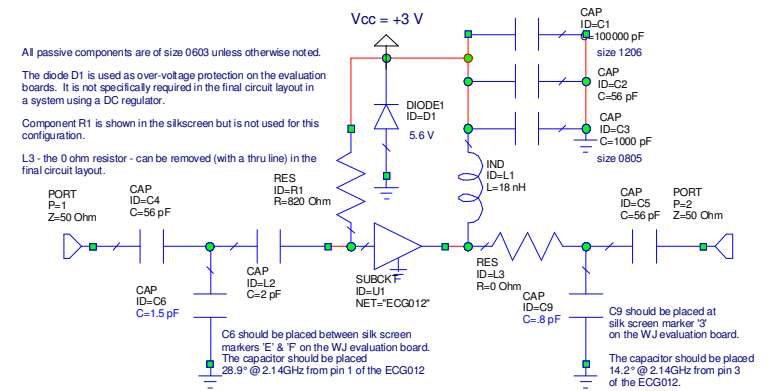 Vcc = +3 V
CAP
ID=C1
C=100000 pF
size 1206
All passive components are of size 0603 unless otherwise noted.
The diode D1 is used as over-voltage protection on the evaluation
boards. It is not specifically required in the final circuit layout in
a system using a DC regulator.
Component R1 is shown in the silkscreen but is not used for this
configuration.
L3 - the 0 ohm resistor - can be removed (with a thru line) in the
final circuit layout.
DIODE1
ID=D1
5.6 V
CAP
ID=C2
C=56 pF
CAP
ID=C3
C=1000 pF
size 0805
IND
ID=L1
L=18 nH
RES
ID=R1
R=820 Ohm
PORT
P=1
Z=50 Ohm
CAP
ID=C4
C=56 pF
CAP
ID=C5
C=56 pF
PORT
P=2
Z=50 Ohm
CAP
ID=L2
C=2 pF
SUBCKT
ID=U1
NET="ECG012"
RES
ID=L3
R=0 Ohm
CAP
ID=C6
C=1.5 pF
CAP
ID=C9
C=.8 pF
C6 should be placed between silk screen
markers 'E' & 'F' on the WJ evaluation board.
The capacitor should be placed
28.9° @ 2.14GHz from pin 1 of the ECG012
C9 should be placed at
silk screen marker '3'
on the WJ evaluation board.
The capacitor should be placed
14.2° @ 2.14GHz from pin 3
of the ECG012.